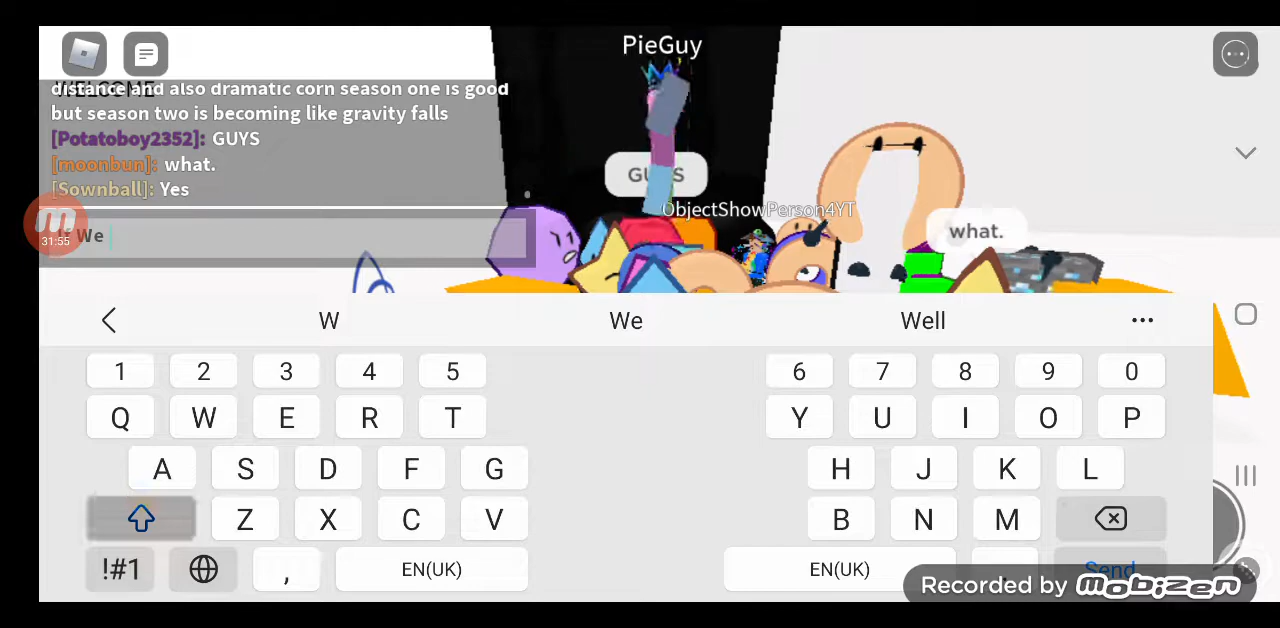 PieGuy
WELCOME
distance and also dramatic corn season one is good
but season two is becoming like gravity falls
[Potatoboy2352]: GUYS
[moonbun]: what.
[Sownball]: Yes
ObjectShowPerson4YT
what.
31:55
We
W We Well
1 2 3 4 5 6 7 8 9 0
Q W E R T Y U I O P
A S D F G H J K L
Z X C V B N M
!#1 , EN(UK) EN(UK) Send
Recorded by mobizen